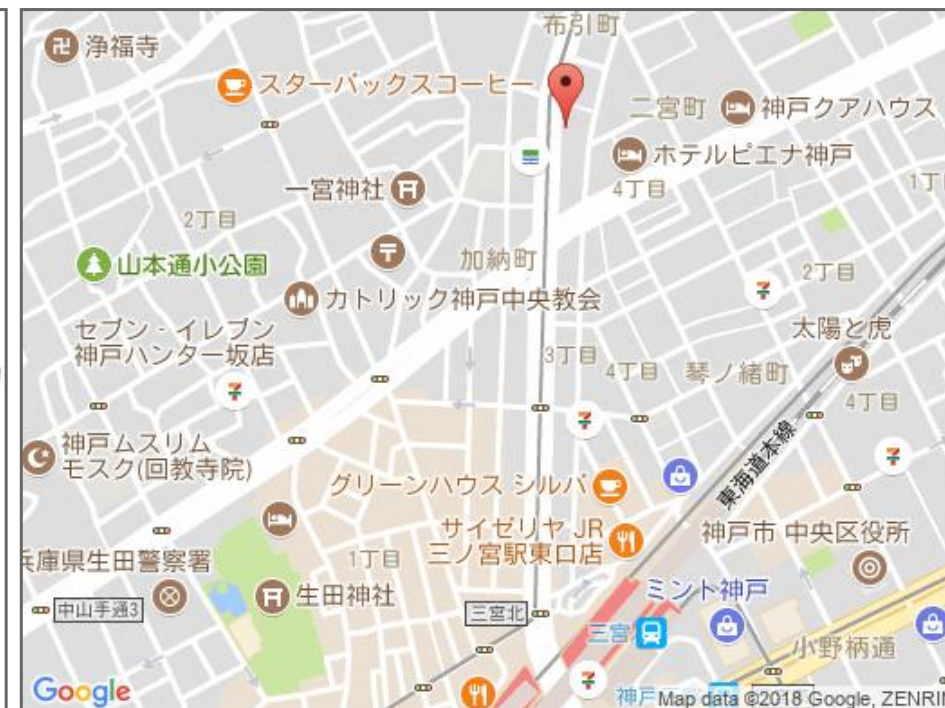 布引町
浄福寺
スターバックスコーヒー
二宮町
神戸クアハウス
ホテルピエナ神戸
4丁目
1丁
一宮神社
2丁目
加納町
山本通小公園
2丁目
カトリック神戸中央教会
セブン‐イレブン
神戸ハンター坂店
太陽と虎
3丁目
4丁目
琴ノ緒町
4丁目
神戸ムスリム
モスク(回教寺院)
東海道本線
グリーンハウス シルバ
サイゼリヤ JR
三ノ宮駅東口店
神戸市 中央区役所
兵庫県生田警察署
1丁目
ミント神戸
生田神社
中山手通3
三宮北
三宮
小野柄通
Google
神戸
Map data ©2018 Google, ZENRIN